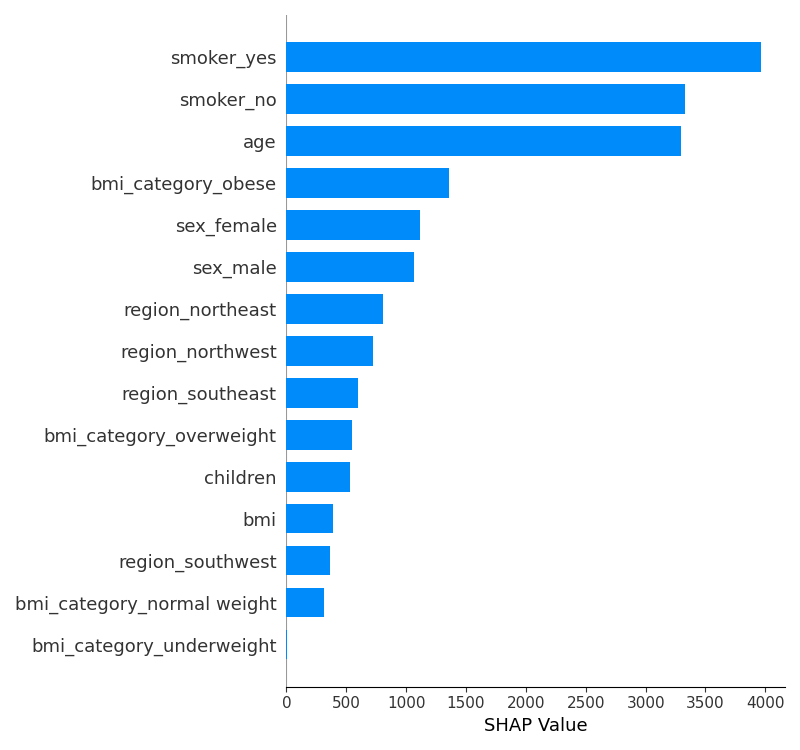 smoker_yes
smoker_no
age
bmi_category_obese
sex_female
sex_male
region_northeast
region_northwest
region_southeast
bmi_category_overweight
children
bmi
region_southwest
bmi_category_normal weight
bmi_category_underweight
0 500 1000 1500 2000 2500 3000 3500 4000
SHAP Value